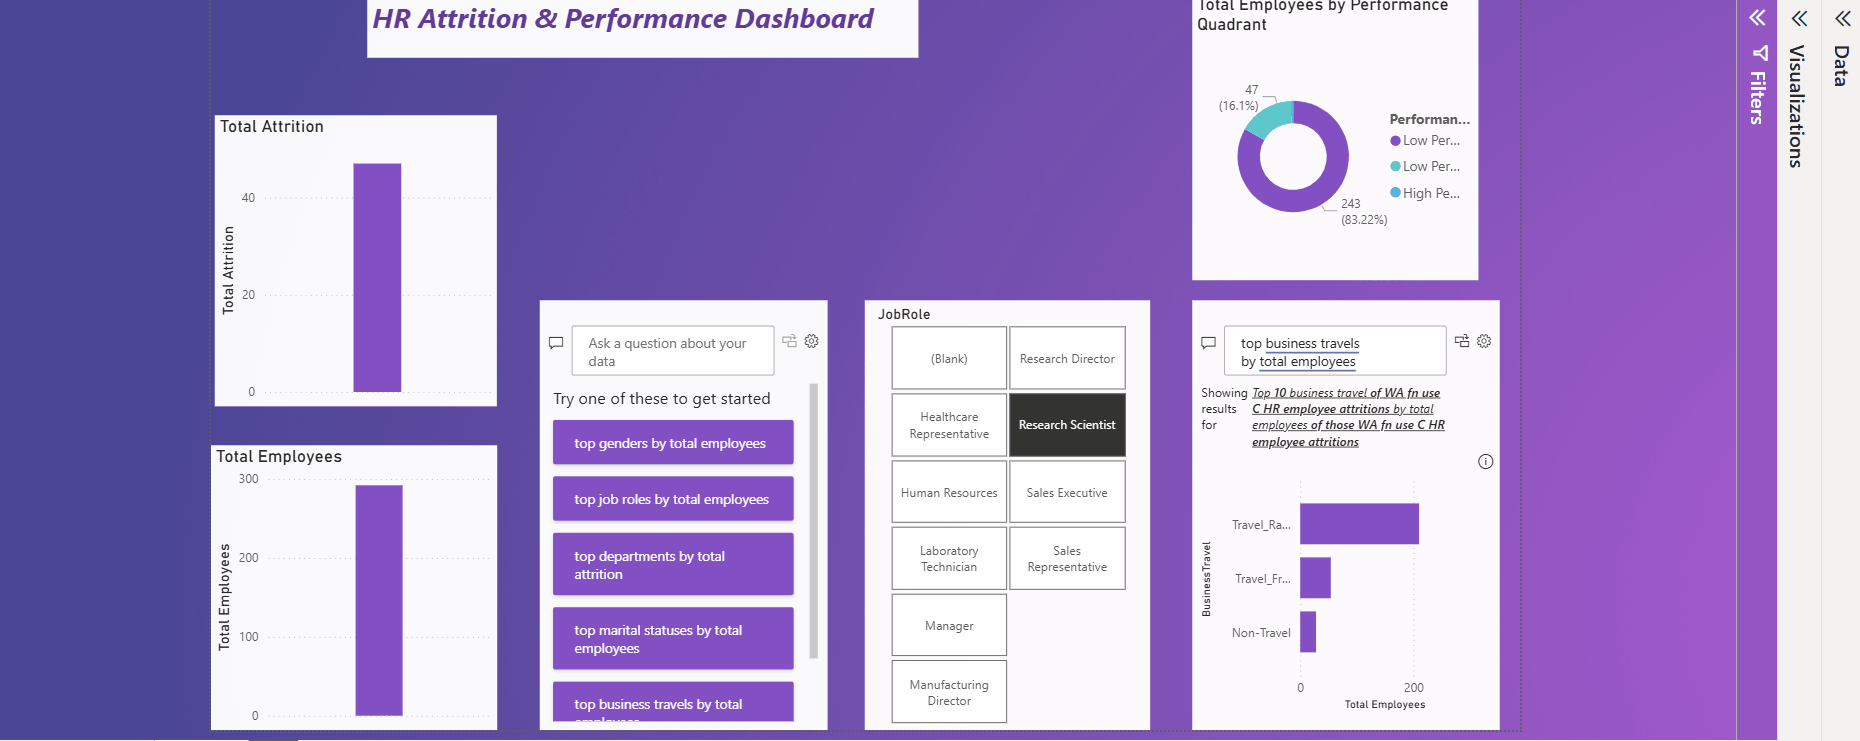 HR Attrition & Performance Dashboard
Total Employees by Performance
Quadrant
47
(16.1%)
243
(83.22%)
Performan...
Low Per...
Low Per...
High Pe...
Filters
Visualizations
Data
Total Attrition
Total Attrition
40
20
0
Total Employees
Total Employees
300
200
100
0
Ask a question about your
data
Try one of these to get started
top genders by total employees
top job roles by total employees
top departments by total
attrition
top marital statuses by total
employees
top business travels by total
employees
JobRole
(Blank)
Research Director
Healthcare
Representative
Research Scientist
Human Resources
Sales Executive
Laboratory
Technician
Sales
Representative
Manager
Manufacturing
Director
top business travels
by total employees
Showing
results
for
Top 10 business travel of WA fn use
C HR employee attritions by total
employees of those WA fn use C HR
employee attritions
BusinessTravel
Travel_Ra...
Travel_Fr...
Non-Travel
0
200
Total Employees